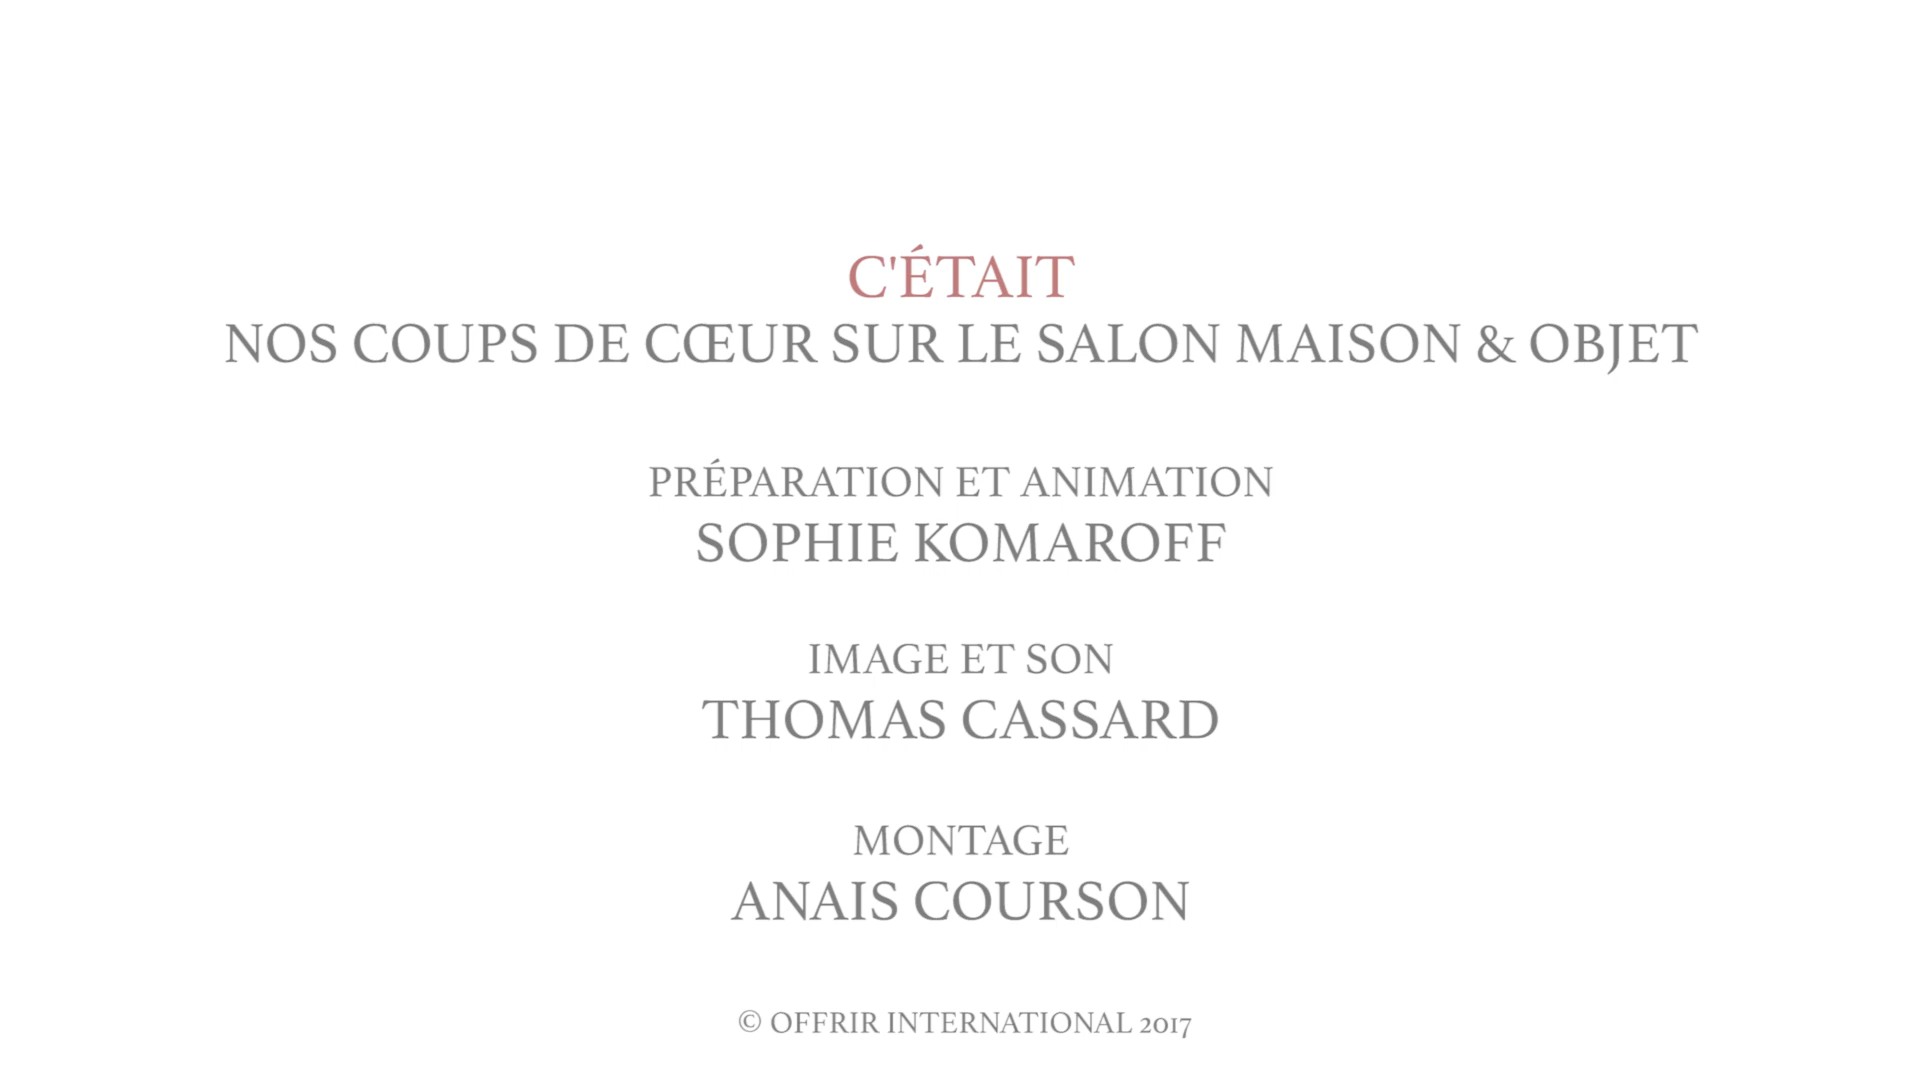 C'ÉTAIT
NOS COUPS DE CŒUR SUR LE SALON MAISON & OBJET
PRÉPARATION ET ANIMATION
SOPHIE KOMAROFF
IMAGE ET SON
THOMAS CASSARD
MONTAGE
ANAIS COURSON
© OFFRIR INTERNATIONAL 2017